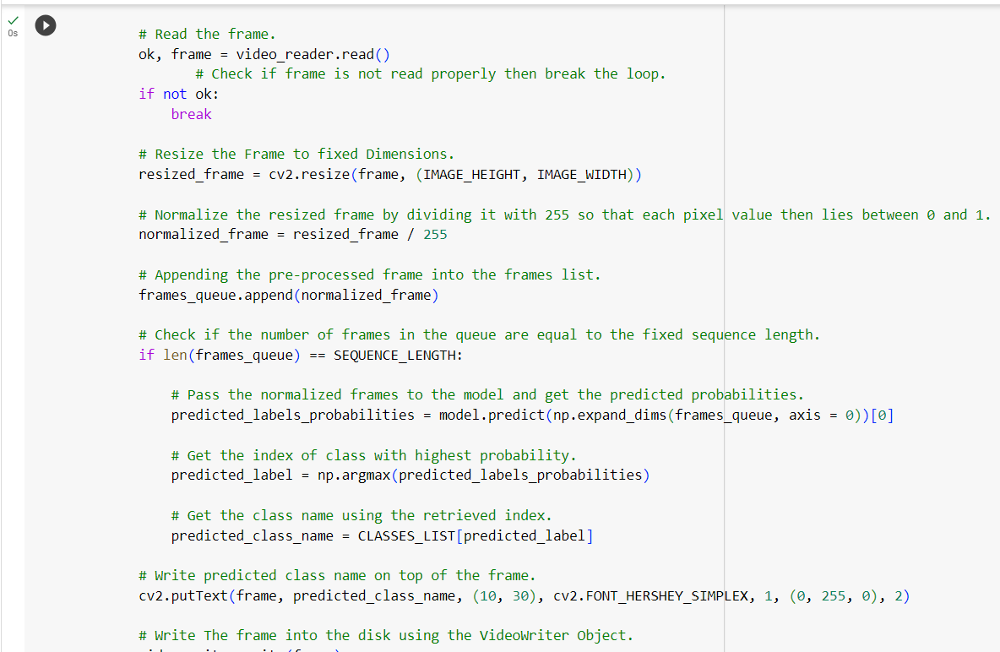 0s
# Read the frame.
ok, frame = video_reader.read()
# Check if frame is not read properly then break the loop.
if not ok:
break
# Resize the Frame to fixed Dimensions.
resized_frame = cv2.resize(frame, (IMAGE_HEIGHT, IMAGE_WIDTH))
# Normalize the resized frame by dividing it with 255 so that each pixel value then lies between 0 and 1.
normalized_frame = resized_frame / 255
# Appending the pre-processed frame into the frames list.
frames_queue.append(normalized_frame)
# Check if the number of frames in the queue are equal to the fixed sequence length.
if len(frames_queue) == SEQUENCE_LENGTH:
# Pass the normalized frames to the model and get the predicted probabilities.
predicted_labels_probabilities = model.predict(np.expand_dims(frames_queue, axis = 0))[0]
# Get the index of class with highest probability.
predicted_label = np.argmax(predicted_labels_probabilities)
# Get the class name using the retrieved index.
predicted_class_name = CLASSES_LIST[predicted_label]
# Write predicted class name on top of the frame.
cv2.putText(frame, predicted_class_name, (10, 30), cv2.FONT_HERSHEY_SIMPLEX, 1, (0, 255, 0), 2)
# Write The frame into the disk using the VideoWriter Object.